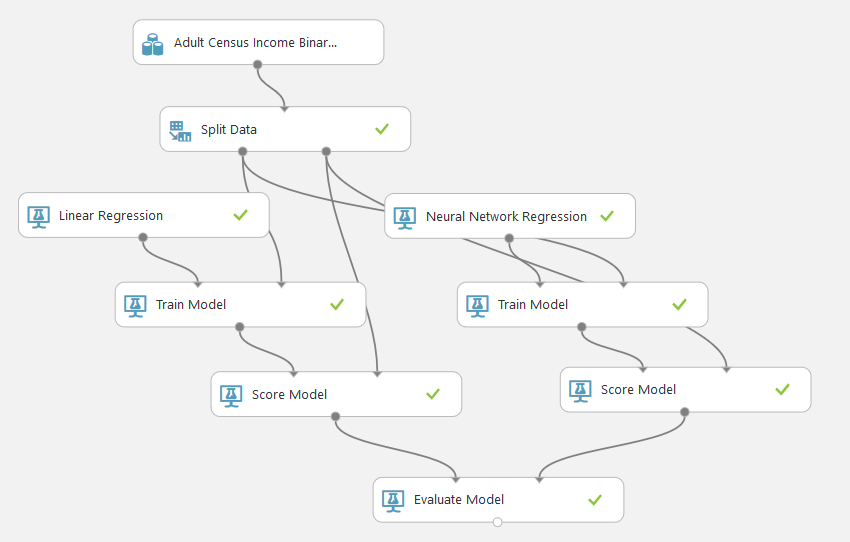 Adult Census Income Binar...
Split Data
Linear Regression
Neural Network Regression
Train Model
Train Model
Score Model
Score Model
Evaluate Model